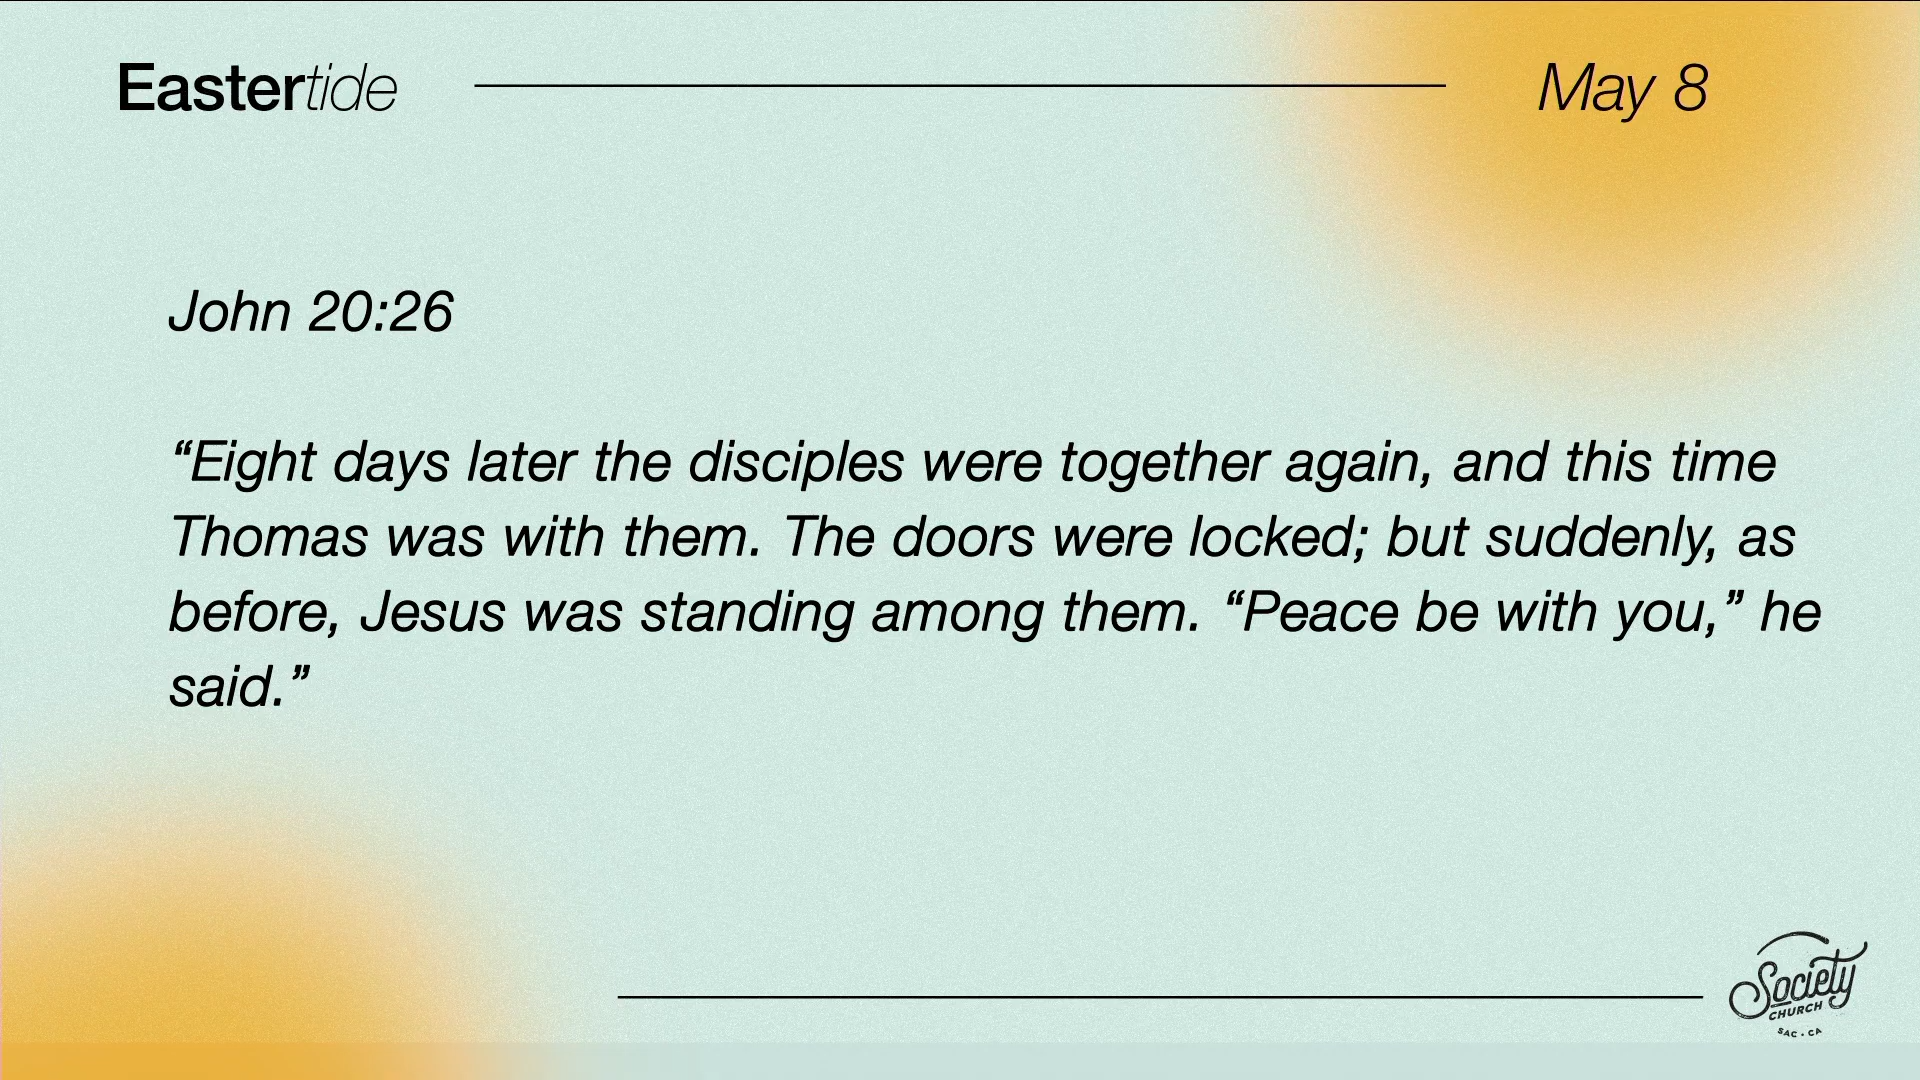 Eastertide
May 8
John 20:26
“Eight days later the disciples were together again, and this time
Thomas was with them. The doors were locked; but suddenly, as
before, Jesus was standing among them. “Peace be with you,” he
said.”
Society
CHURCH
SAC • CA